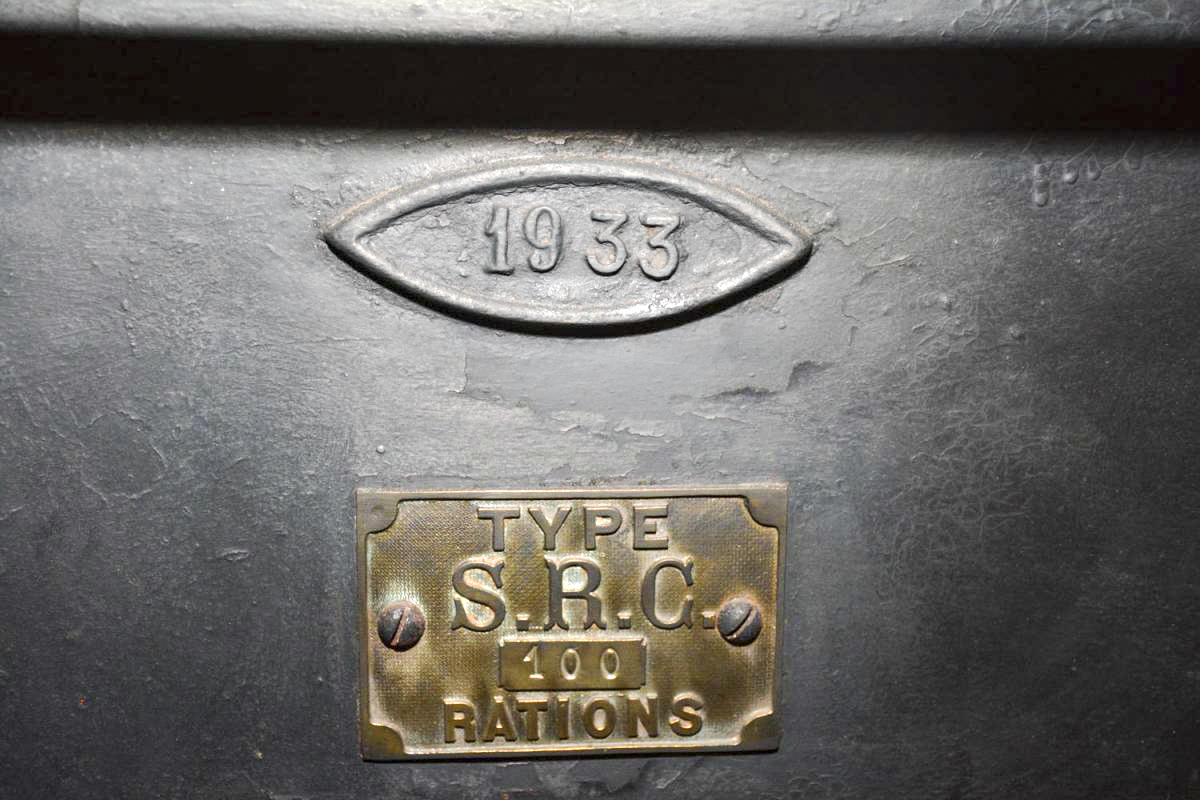 1933
TYPE
S.R.C.
100
RATIONS